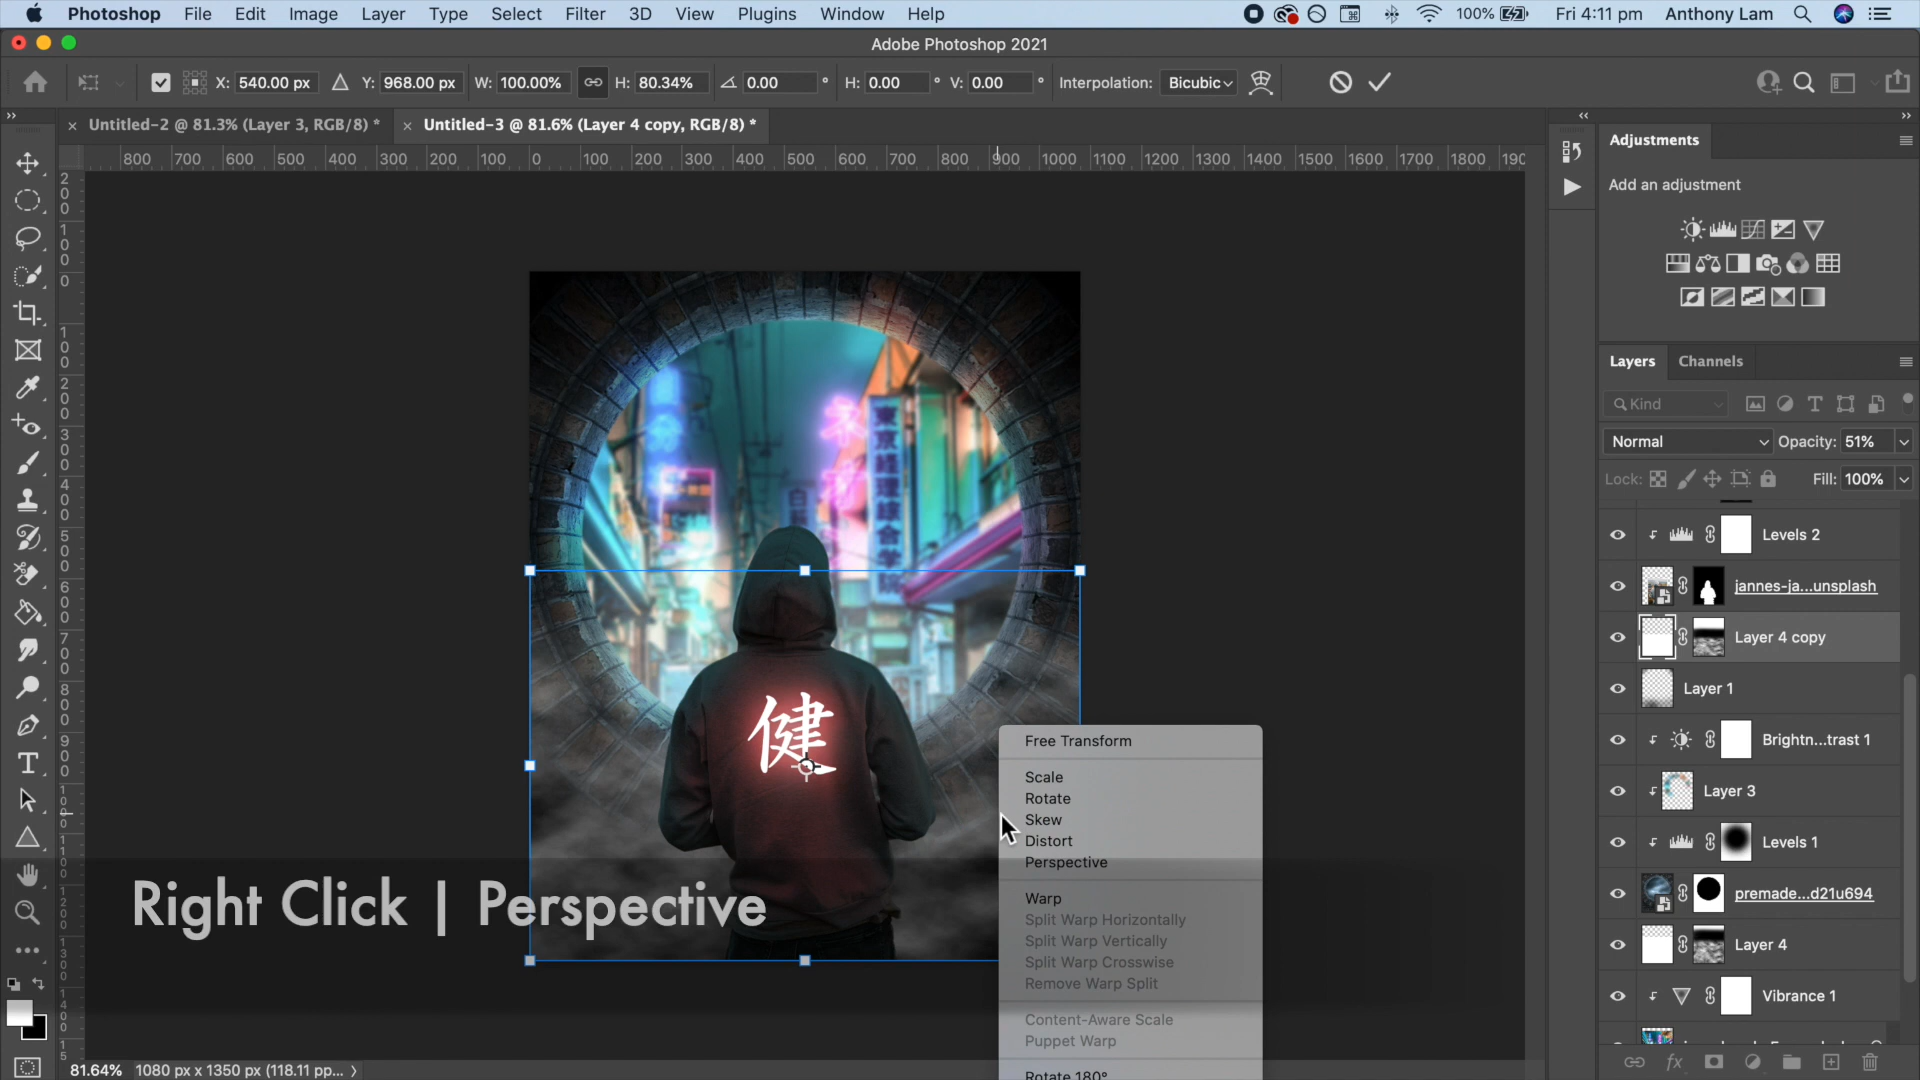 Photoshop File Edit Image Layer Type Select Filter 3D View Plugins Window Help 100% Fri 4:11 pm Anthony Lam
Adobe Photoshop 2021
X: 540.00 px Y: 968.00 px W: 100.00% H: 80.34% 0.00 ° H: 0.00 ° V: 0.00 ° Interpolation: Bicubic
× Untitled-2 @ 81.3% (Layer 3, RGB/8) * × Untitled-3 @ 81.6% (Layer 4 copy, RGB/8) *
800 700 600 500 400 300 200 100 0 100 200 300 400 500 600 700 800 900 1000 1100 1200 1300 1400 1500 1600 1700 1800
Adjustments
Add an adjustment
Layers Channels
Kind
Normal Opacity: 51%
Lock: Fill: 100%
Levels 2
jannes-ja...unsplash
Layer 4 copy
Layer 1
Brightn...trast 1
Layer 3
Levels 1
premade...d21u694
Layer 4
Vibrance 1
fx
健
Free Transform
Scale
Rotate
Skew
Distort
Perspective
Warp
Split Warp Horizontally
Split Warp Vertically
Split Warp Crosswise
Remove Warp Split
Content-Aware Scale
Puppet Warp
Rotate 180°
Right Click | Perspective
81.64% 1080 px x 1350 px (118.11 pp...